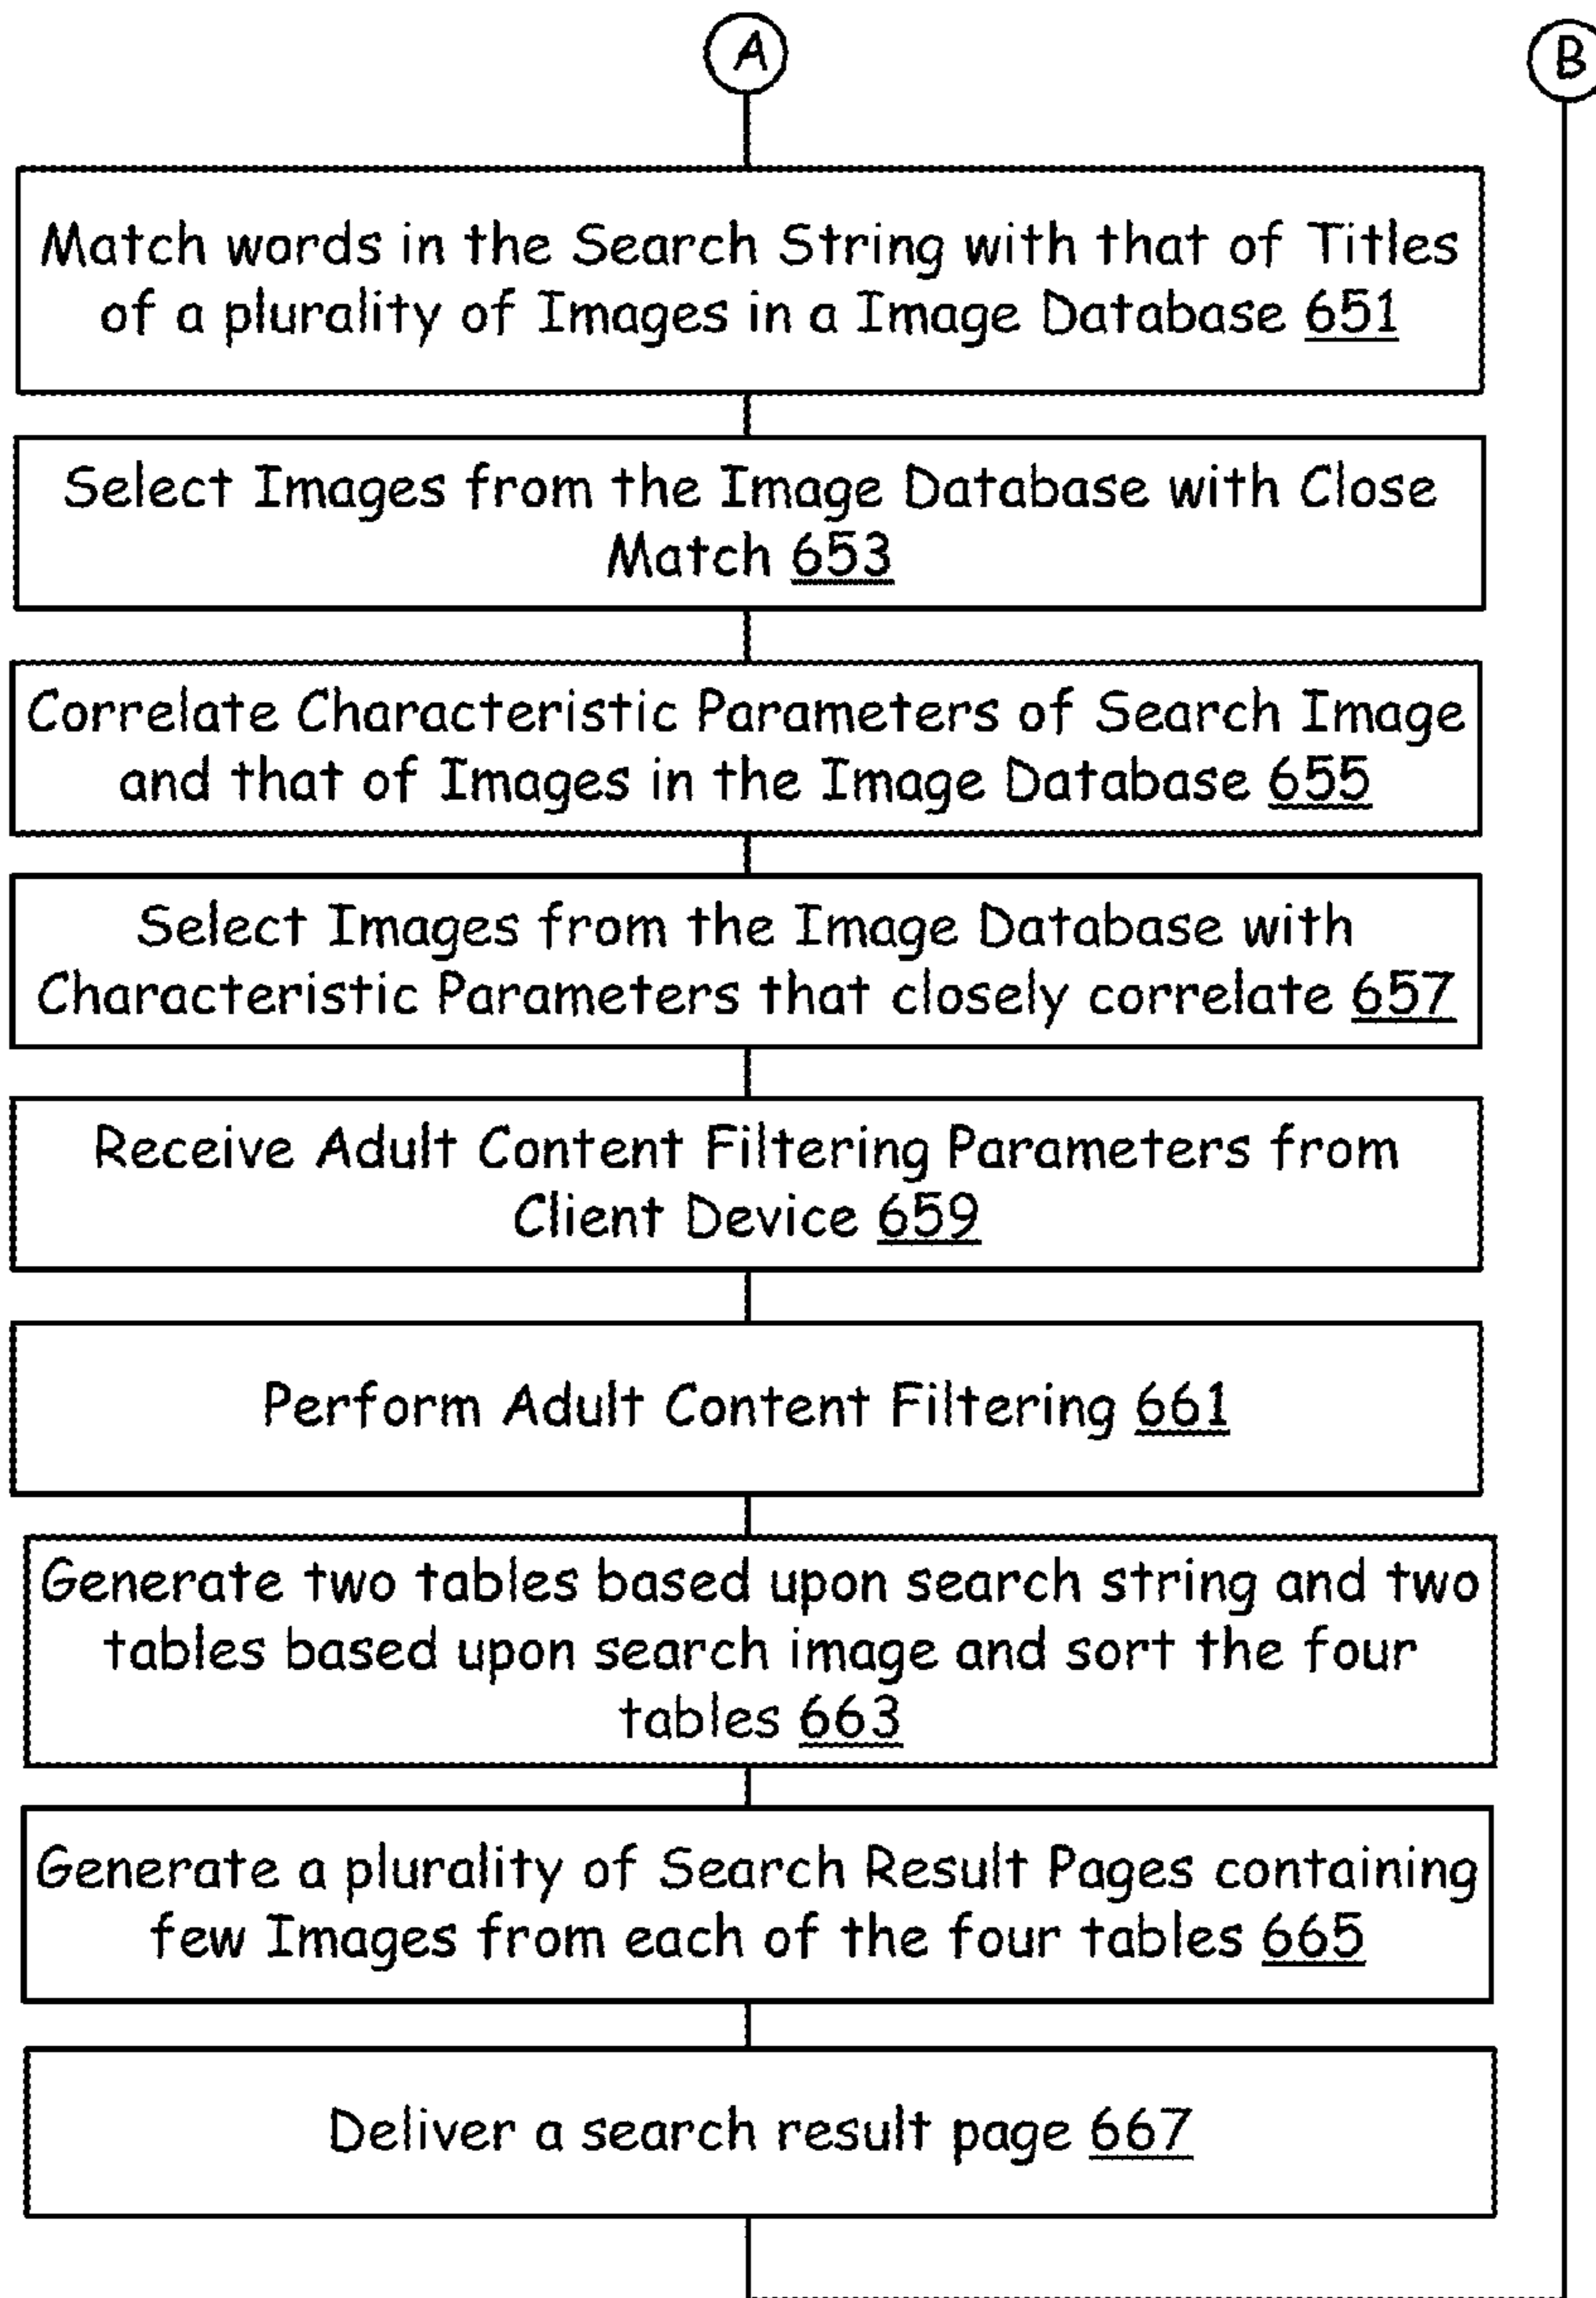 A
B
Match words in the Search String with that of Titles
of a plurality of Images in a Image Database 651
Select Images from the Image Database with Close
Match 653
Correlate Characteristic Parameters of Search Image
and that of Images in the Image Database 655
Select Images from the Image Database with
Characteristic Parameters that closely correlate 657
Receive Adult Content Filtering Parameters from
Client Device 659
Perform Adult Content Filtering 661
Generate two tables based upon search string and two
tables based upon search image and sort the four
tables 663
Generate a plurality of Search Result Pages containing
few Images from each of the four tables 665
Deliver a search result page 667